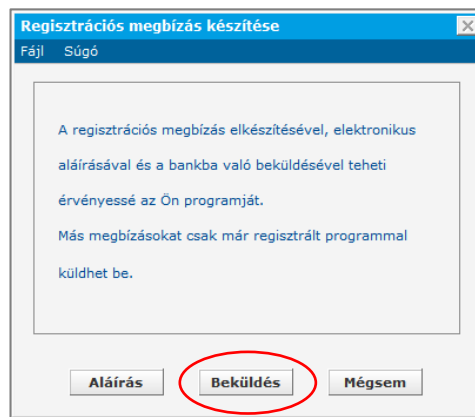 Regisztrációs megbízás készítése
Fájl Súgó
A regisztrációs megbízás elkészítésével, elektronikus
aláírásával és a bankba való beküldésével teheti
érvényessé az Ön programját.
Más megbízásokat csak már regisztrált programmal
küldhet be.
Aláírás Beküldés Mégsem